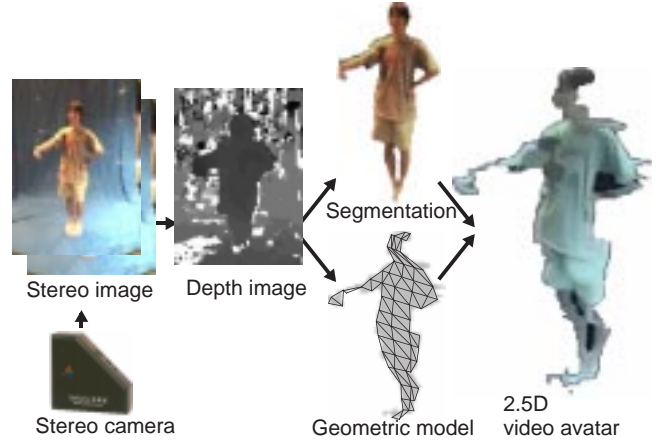 Segmentation
Stereo image
Depth image
Stereo camera
Geometric model
2.5D
video avatar